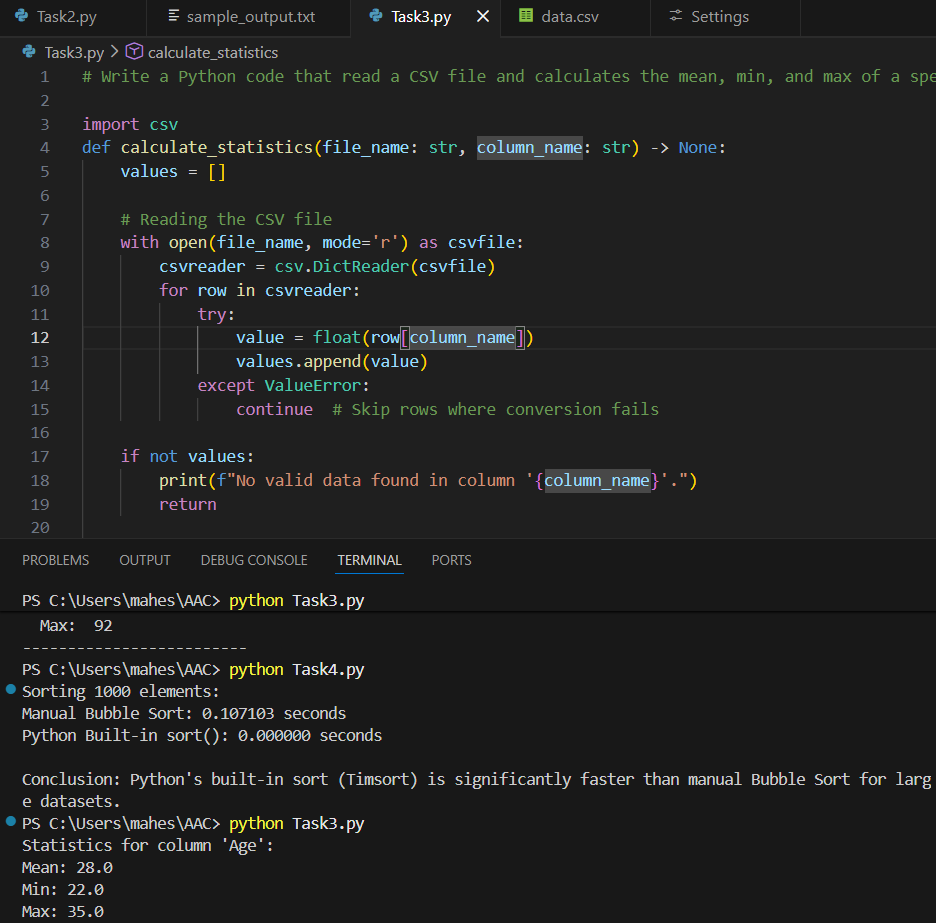 Task2.py sample_output.txt Task3.py data.csv Settings
Task3.py > calculate_statistics
1 # Write a Python code that read a CSV file and calculates the mean, min, and max of a spe
2
3 import csv
4 def calculate_statistics(file_name: str, column_name: str) -> None:
5     values = []
6
7     # Reading the CSV file
8     with open(file_name, mode='r') as csvfile:
9         csvreader = csv.DictReader(csvfile)
10         for row in csvreader:
11             try:
12                 value = float(row[column_name])
13                 values.append(value)
14             except ValueError:
15                 continue  # Skip rows where conversion fails
16
17     if not values:
18         print(f"No valid data found in column '{column_name}'.")
19         return
20
PROBLEMS OUTPUT DEBUG CONSOLE TERMINAL PORTS
PS C:\Users\mahes\AAC> python Task3.py
  Max:  92
-------------------------
PS C:\Users\mahes\AAC> python Task4.py
Sorting 1000 elements:
Manual Bubble Sort: 0.107103 seconds
Python Built-in sort(): 0.000000 seconds

Conclusion: Python's built-in sort (Timsort) is significantly faster than manual Bubble Sort for larg
e datasets.
PS C:\Users\mahes\AAC> python Task3.py
Statistics for column 'Age':
Mean: 28.0
Min: 22.0
Max: 35.0